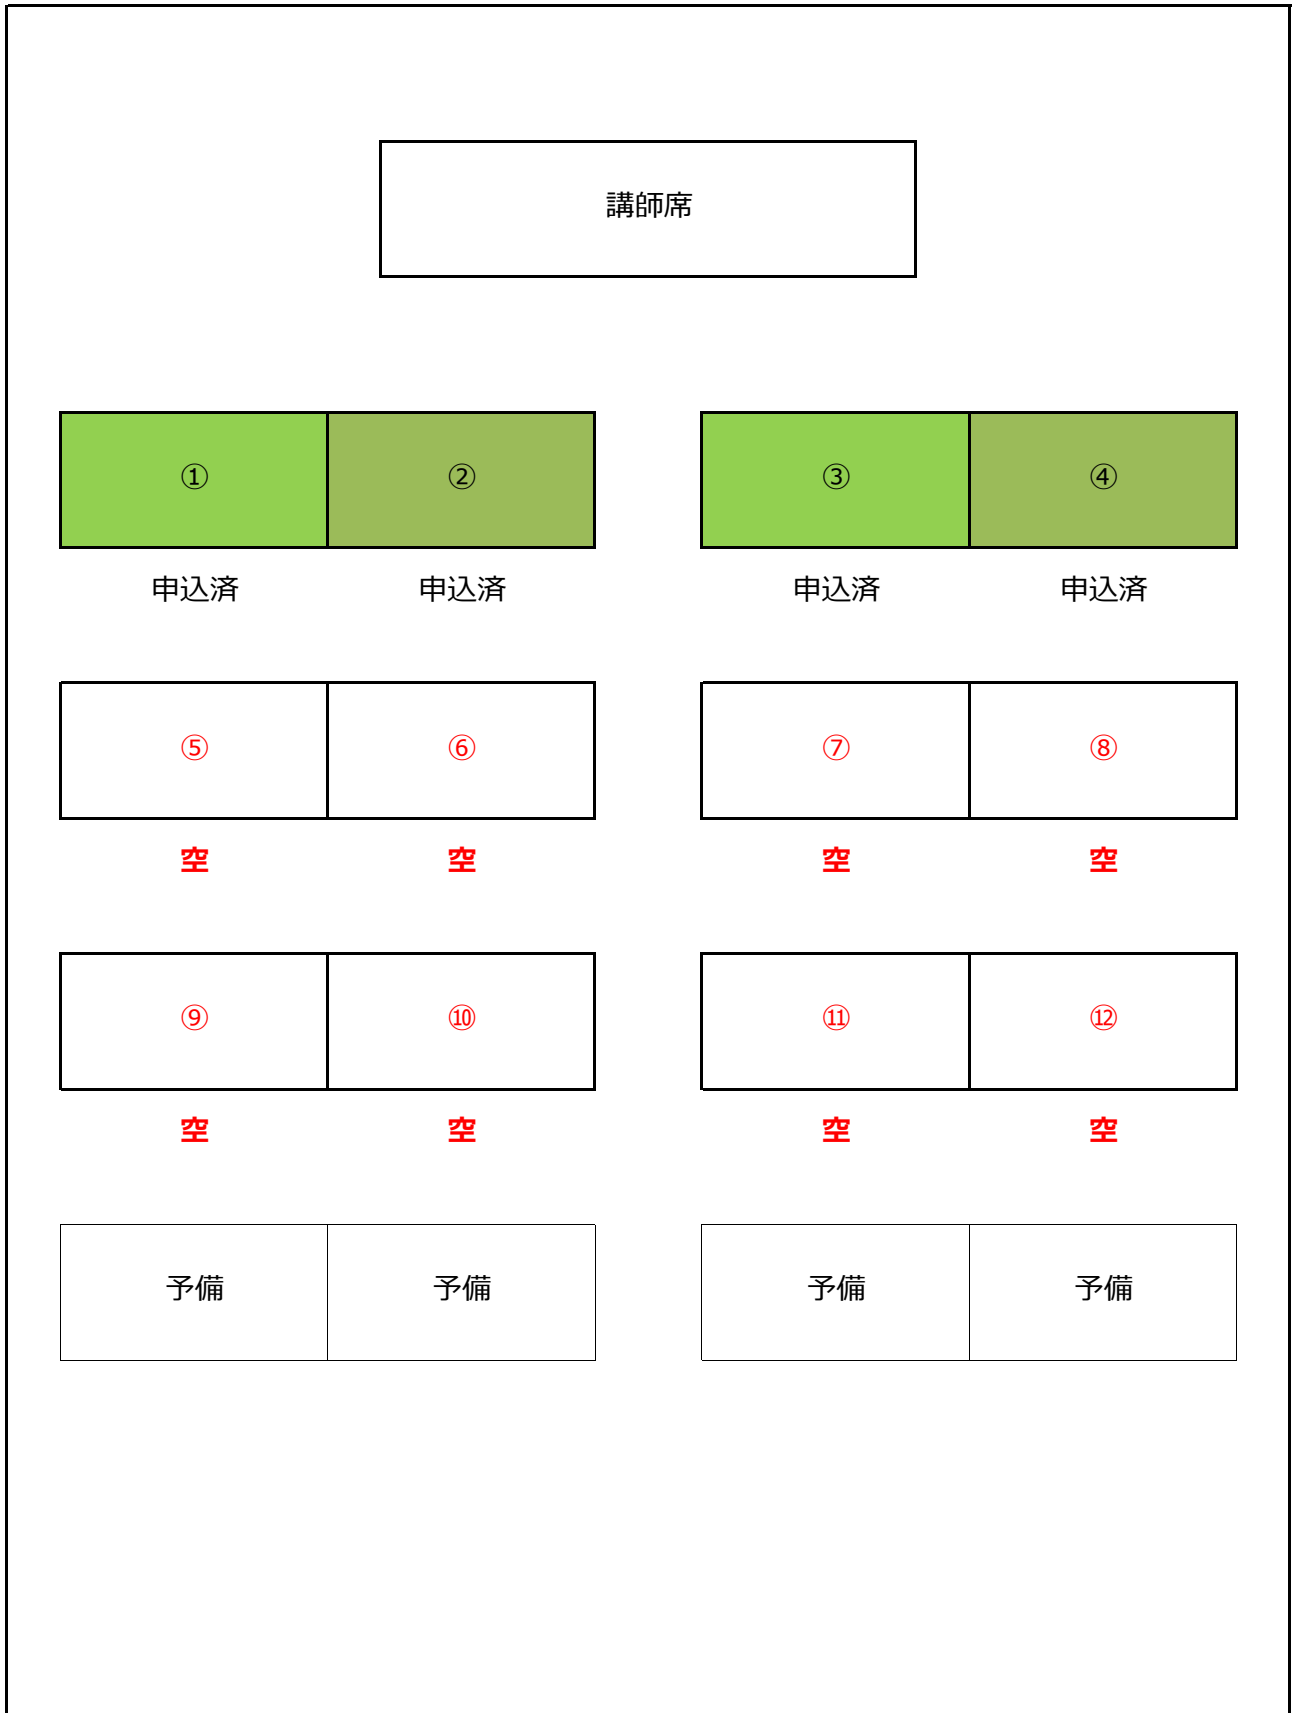 講師席
① ② ③ ④
申込済 申込済 申込済 申込済
⑤ ⑥ ⑦ ⑧
空 空 空 空
⑨ ⑩ ⑪ ⑫
空 空 空 空
予備 予備 予備 予備